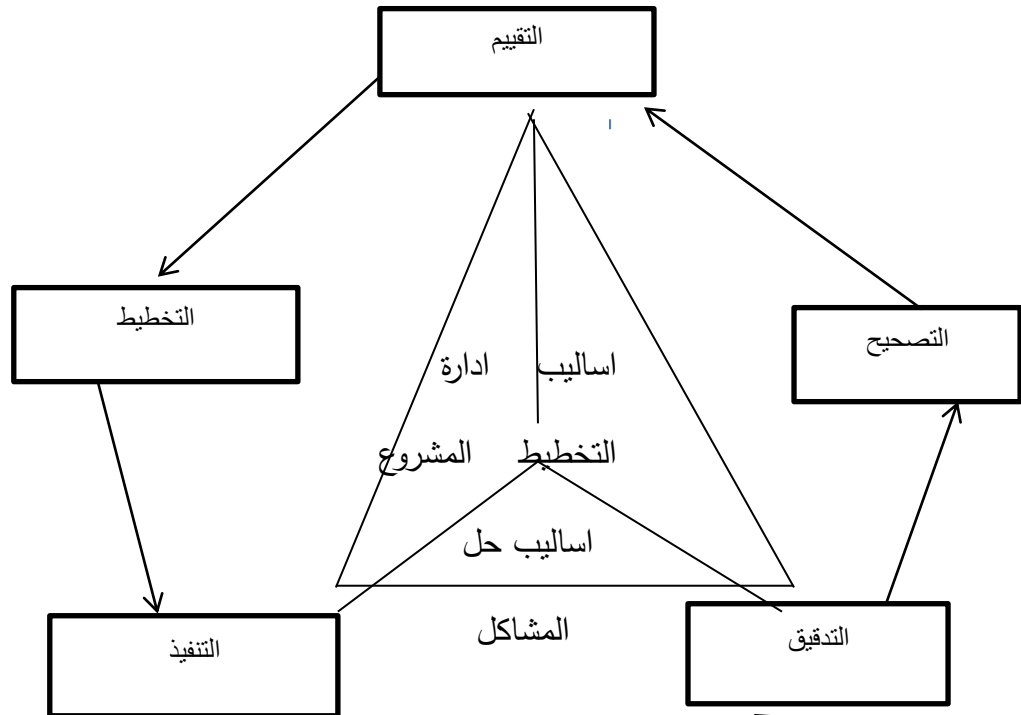 التقييم
التخطيط
التصحيح
اساليب ادارة
التخطيط المشروع
اساليب حل
المشاكل
التنفيذ
التدقيق